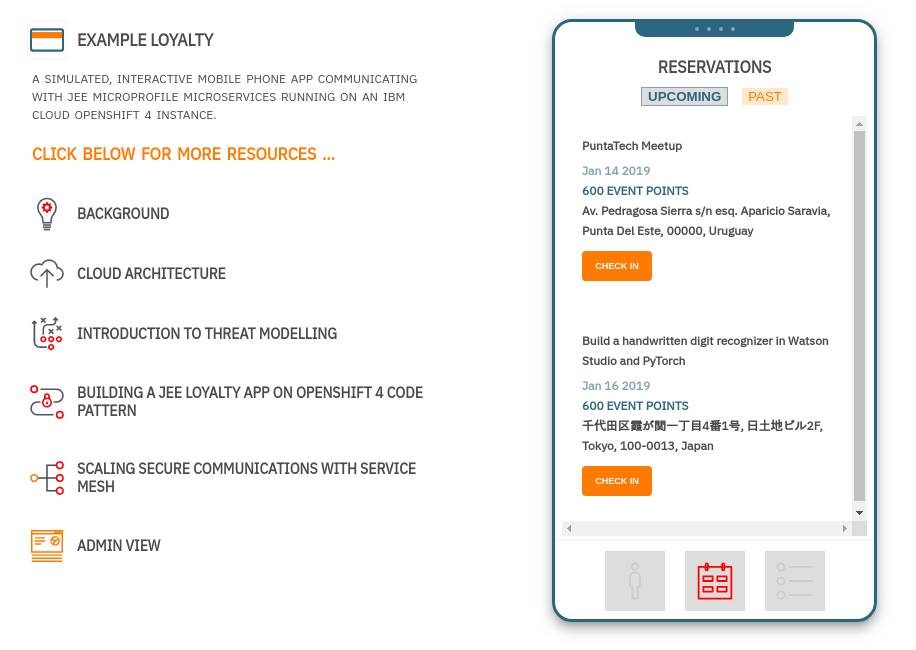 EXAMPLE LOYALTY
A SIMULATED, INTERACTIVE MOBILE PHONE APP COMMUNICATING
WITH JEE MICROPROFILE MICROSERVICES RUNNING ON AN IBM
CLOUD OPENSHIFT 4 INSTANCE.
CLICK BELOW FOR MORE RESOURCES ...
BACKGROUND
CLOUD ARCHITECTURE
INTRODUCTION TO THREAT MODELLING
BUILDING A JEE LOYALTY APP ON OPENSHIFT 4 CODE
PATTERN
SCALING SECURE COMMUNICATIONS WITH SERVICE
MESH
ADMIN VIEW
RESERVATIONS
UPCOMING PAST
PuntaTech Meetup
Jan 14 2019
600 EVENT POINTS
Av. Pedragosa Sierra s/n esq. Aparicio Saravia,
Punta Del Este, 00000, Uruguay
CHECK IN
Build a handwritten digit recognizer in Watson
Studio and PyTorch
Jan 16 2019
600 EVENT POINTS
千代田区霞が関一丁目4番1号, 日土地ビル2F,
Tokyo, 100-0013, Japan
CHECK IN